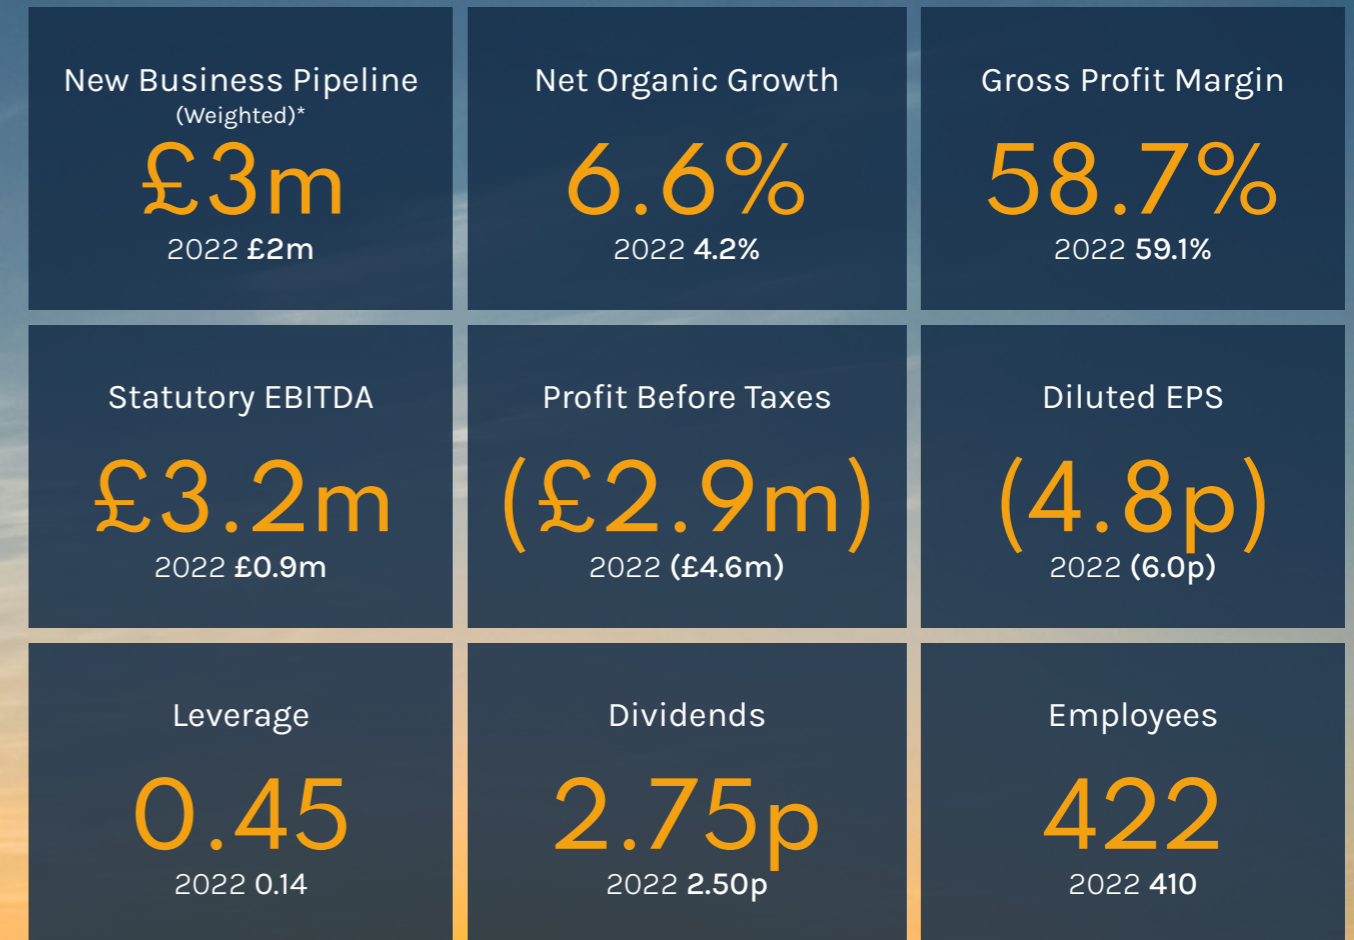 New Business Pipeline
(Weighted)*
£3m
2022 £2m
Net Organic Growth
6.6%
2022 4.2%
Gross Profit Margin
58.7%
2022 59.1%
Statutory EBITDA
£3.2m
2022 £0.9m
Profit Before Taxes
(£2.9m)
2022 (£4.6m)
Diluted EPS
(4.8p)
2022 (6.0p)
Leverage
0.45
2022 0.14
Dividends
2.75p
2022 2.50p
Employees
422
2022 410